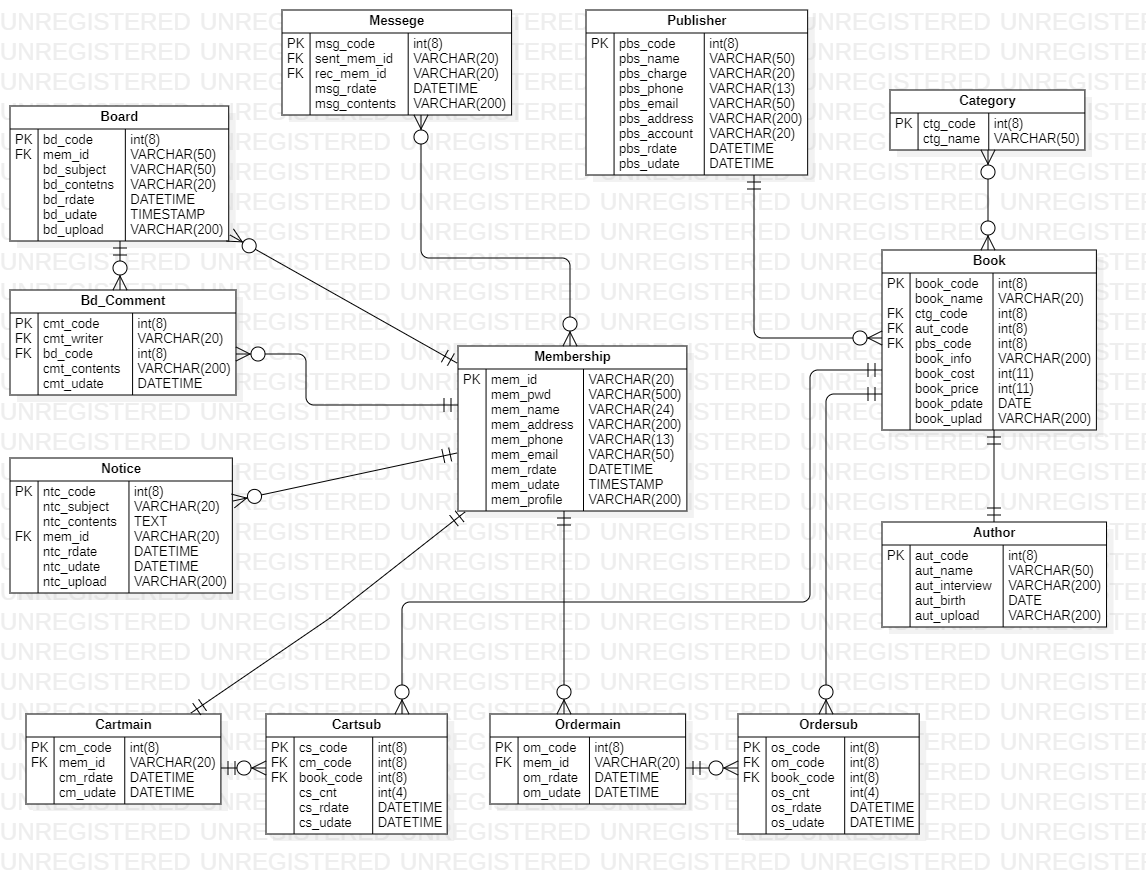 Messege
PK msg_code int(8)
FK sent_mem_id VARCHAR(20)
FK rec_mem_id VARCHAR(20)
msg_rdate DATETIME
msg_contents VARCHAR(200)
Publisher
PK pbs_code int(8)
pbs_name VARCHAR(50)
pbs_charge VARCHAR(20)
pbs_phone VARCHAR(13)
pbs_email VARCHAR(50)
pbs_address VARCHAR(200)
pbs_account VARCHAR(20)
pbs_rdate DATETIME
pbs_udate DATETIME
Category
PK ctg_code int(8)
ctg_name VARCHAR(50)
Board
PK bd_code int(8)
FK mem_id VARCHAR(50)
bd_subject VARCHAR(50)
bd_contetns VARCHAR(20)
bd_rdate DATETIME
bd_udate TIMESTAMP
bd_upload VARCHAR(200)
Bd_Comment
PK cmt_code int(8)
FK cmt_writer VARCHAR(20)
FK bd_code int(8)
cmt_contents VARCHAR(200)
cmt_udate DATETIME
Book
PK book_code int(8)
book_name VARCHAR(20)
FK ctg_code int(8)
FK aut_code int(8)
FK pbs_code int(8)
book_info VARCHAR(200)
book_cost int(11)
book_price int(11)
book_pdate DATE
book_uplad VARCHAR(200)
Membership
PK mem_id VARCHAR(20)
mem_pwd VARCHAR(500)
mem_name VARCHAR(24)
mem_address VARCHAR(200)
mem_phone VARCHAR(13)
mem_email VARCHAR(50)
mem_rdate DATETIME
mem_udate TIMESTAMP
mem_profile VARCHAR(200)
Notice
PK ntc_code int(8)
ntc_subject VARCHAR(20)
ntc_contents TEXT
FK mem_id VARCHAR(20)
ntc_rdate DATETIME
ntc_udate DATETIME
ntc_upload VARCHAR(200)
Author
PK aut_code int(8)
aut_name VARCHAR(50)
aut_interview VARCHAR(200)
aut_birth DATE
aut_upload VARCHAR(200)
Cartmain
PK cm_code int(8)
FK mem_id VARCHAR(20)
cm_rdate DATETIME
cm_udate DATETIME
Cartsub
PK cs_code int(8)
FK cm_code int(8)
FK book_code int(8)
cs_cnt int(4)
cs_rdate DATETIME
cs_udate DATETIME
Ordermain
PK om_code int(8)
FK mem_id VARCHAR(20)
om_rdate DATETIME
om_udate DATETIME
Ordersub
PK os_code int(8)
FK om_code int(8)
FK book_code int(8)
os_cnt int(4)
os_rdate DATETIME
os_udate DATETIME
UNREGISTERED UNREGISTERED UNREGISTERED UNREGISTERED UNREGISTERED